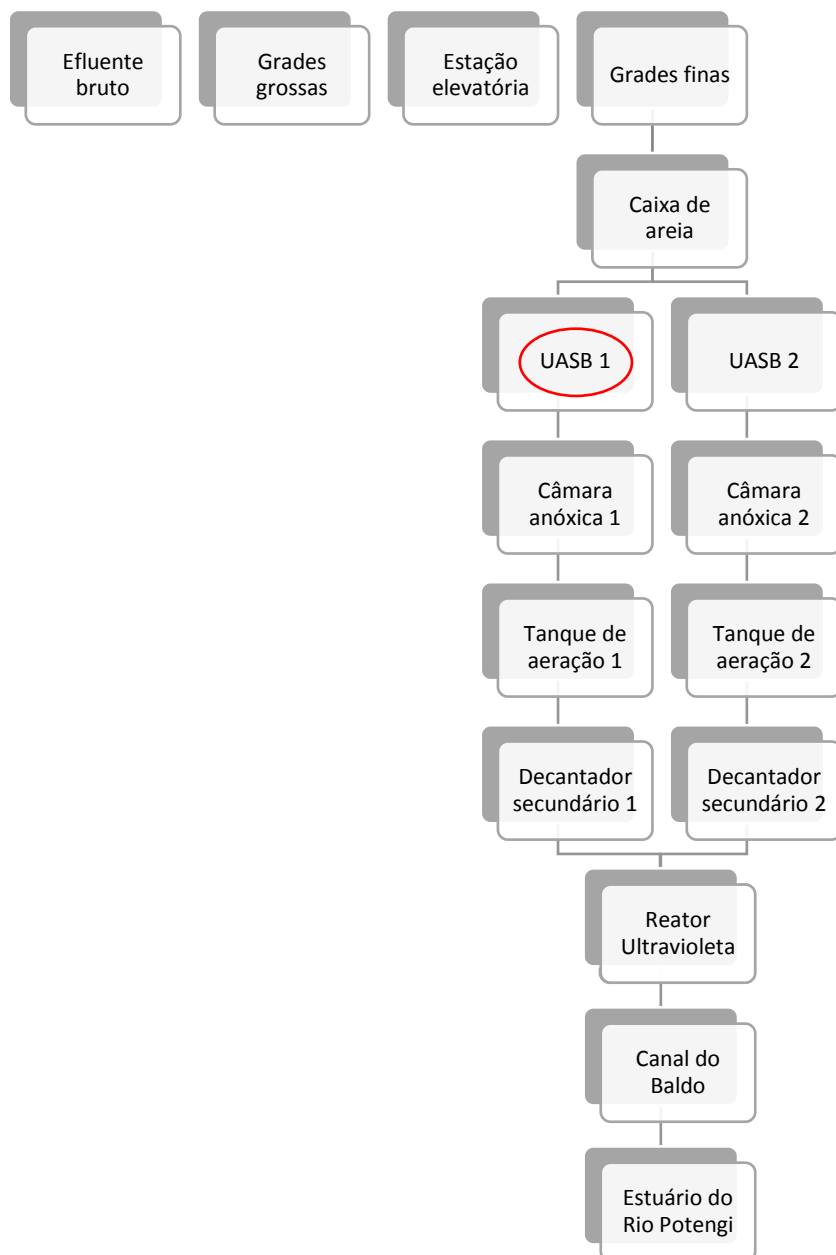 Efluente
bruto
Grades
grossas
Estação
elevatória
Grades finas
Caixa de
areia
UASB 1
UASB 2
Câmara
anóxica 1
Câmara
anóxica 2
Tanque de
aeração 1
Tanque de
aeração 2
Decantador
secundário 1
Decantador
secundário 2
Reator
Ultravioleta
Canal do
Baldo
Estuário do
Rio Potengi